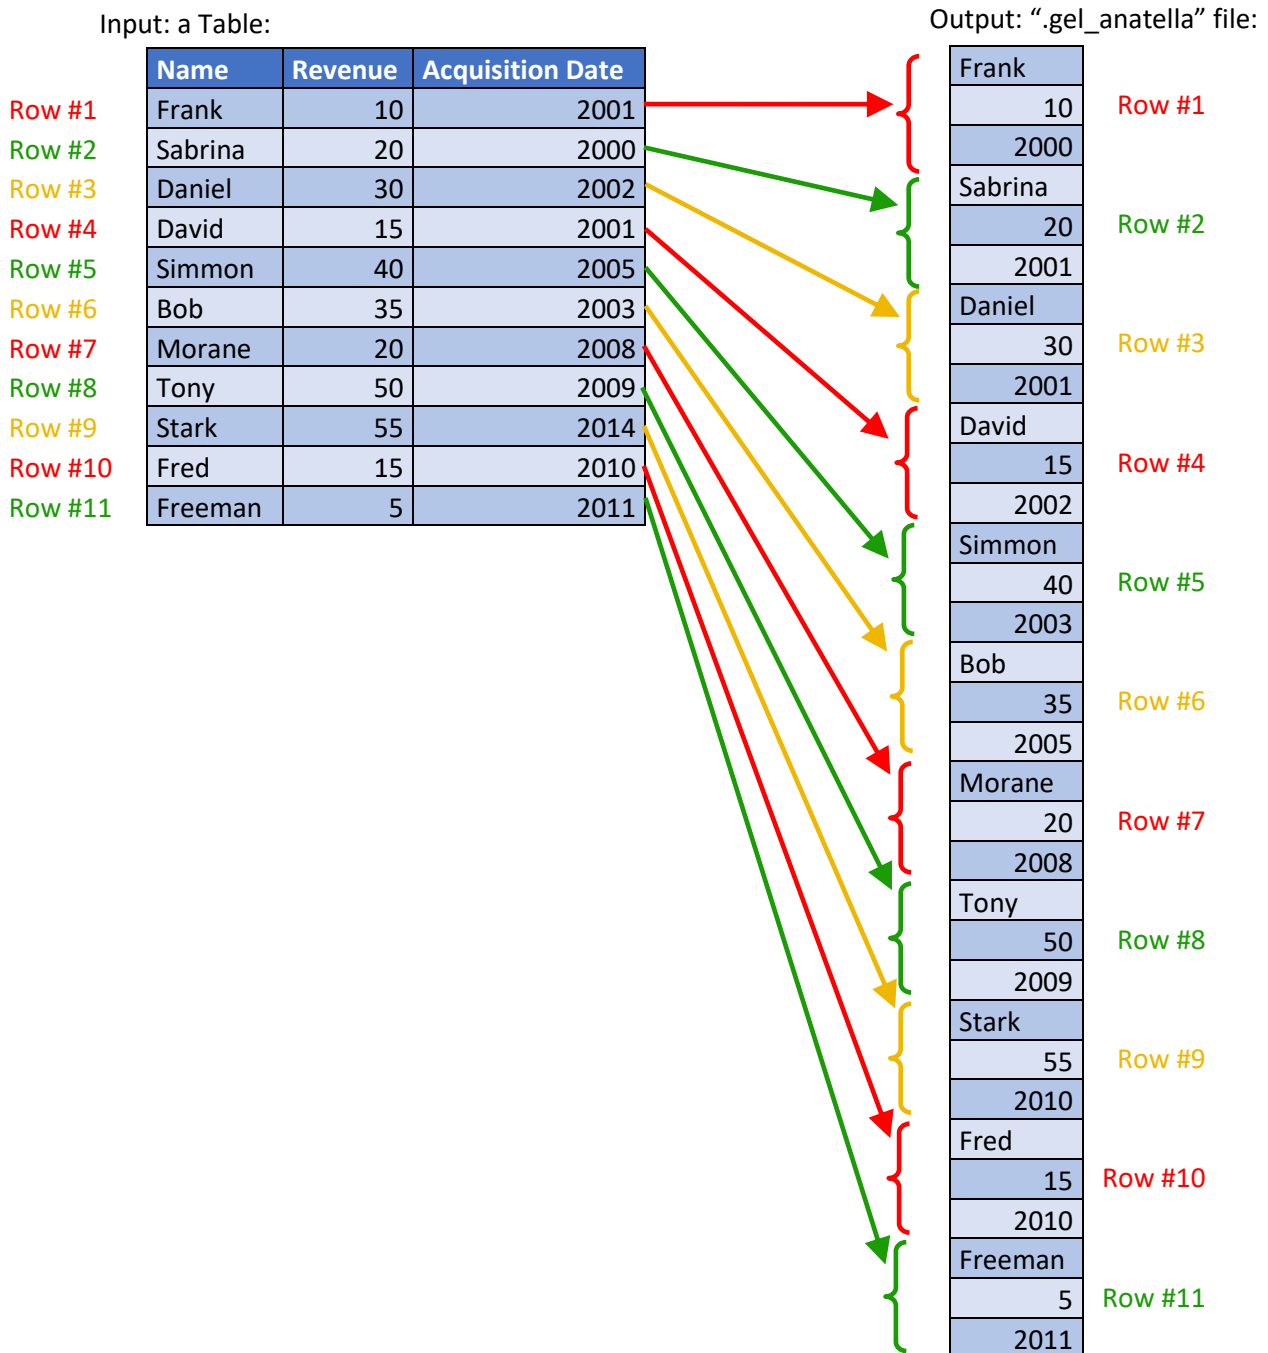 Input: a Table:
Name Revenue Acquisition Date
Row #1 Frank 10 2001
Row #2 Sabrina 20 2000
Row #3 Daniel 30 2002
Row #4 David 15 2001
Row #5 Simmon 40 2005
Row #6 Bob 35 2003
Row #7 Morane 20 2008
Row #8 Tony 50 2009
Row #9 Stark 55 2014
Row #10 Fred 15 2010
Row #11 Freeman 5 2011
Output: “.gel_anatella” file:
Frank
10 Row #1
2000
Sabrina
20 Row #2
2001
Daniel
30 Row #3
2001
David
15 Row #4
2002
Simmon
40 Row #5
2003
Bob
35 Row #6
2005
Morane
20 Row #7
2008
Tony
50 Row #8
2009
Stark
55 Row #9
2010
Fred
15 Row #10
2010
Freeman
5 Row #11
2011